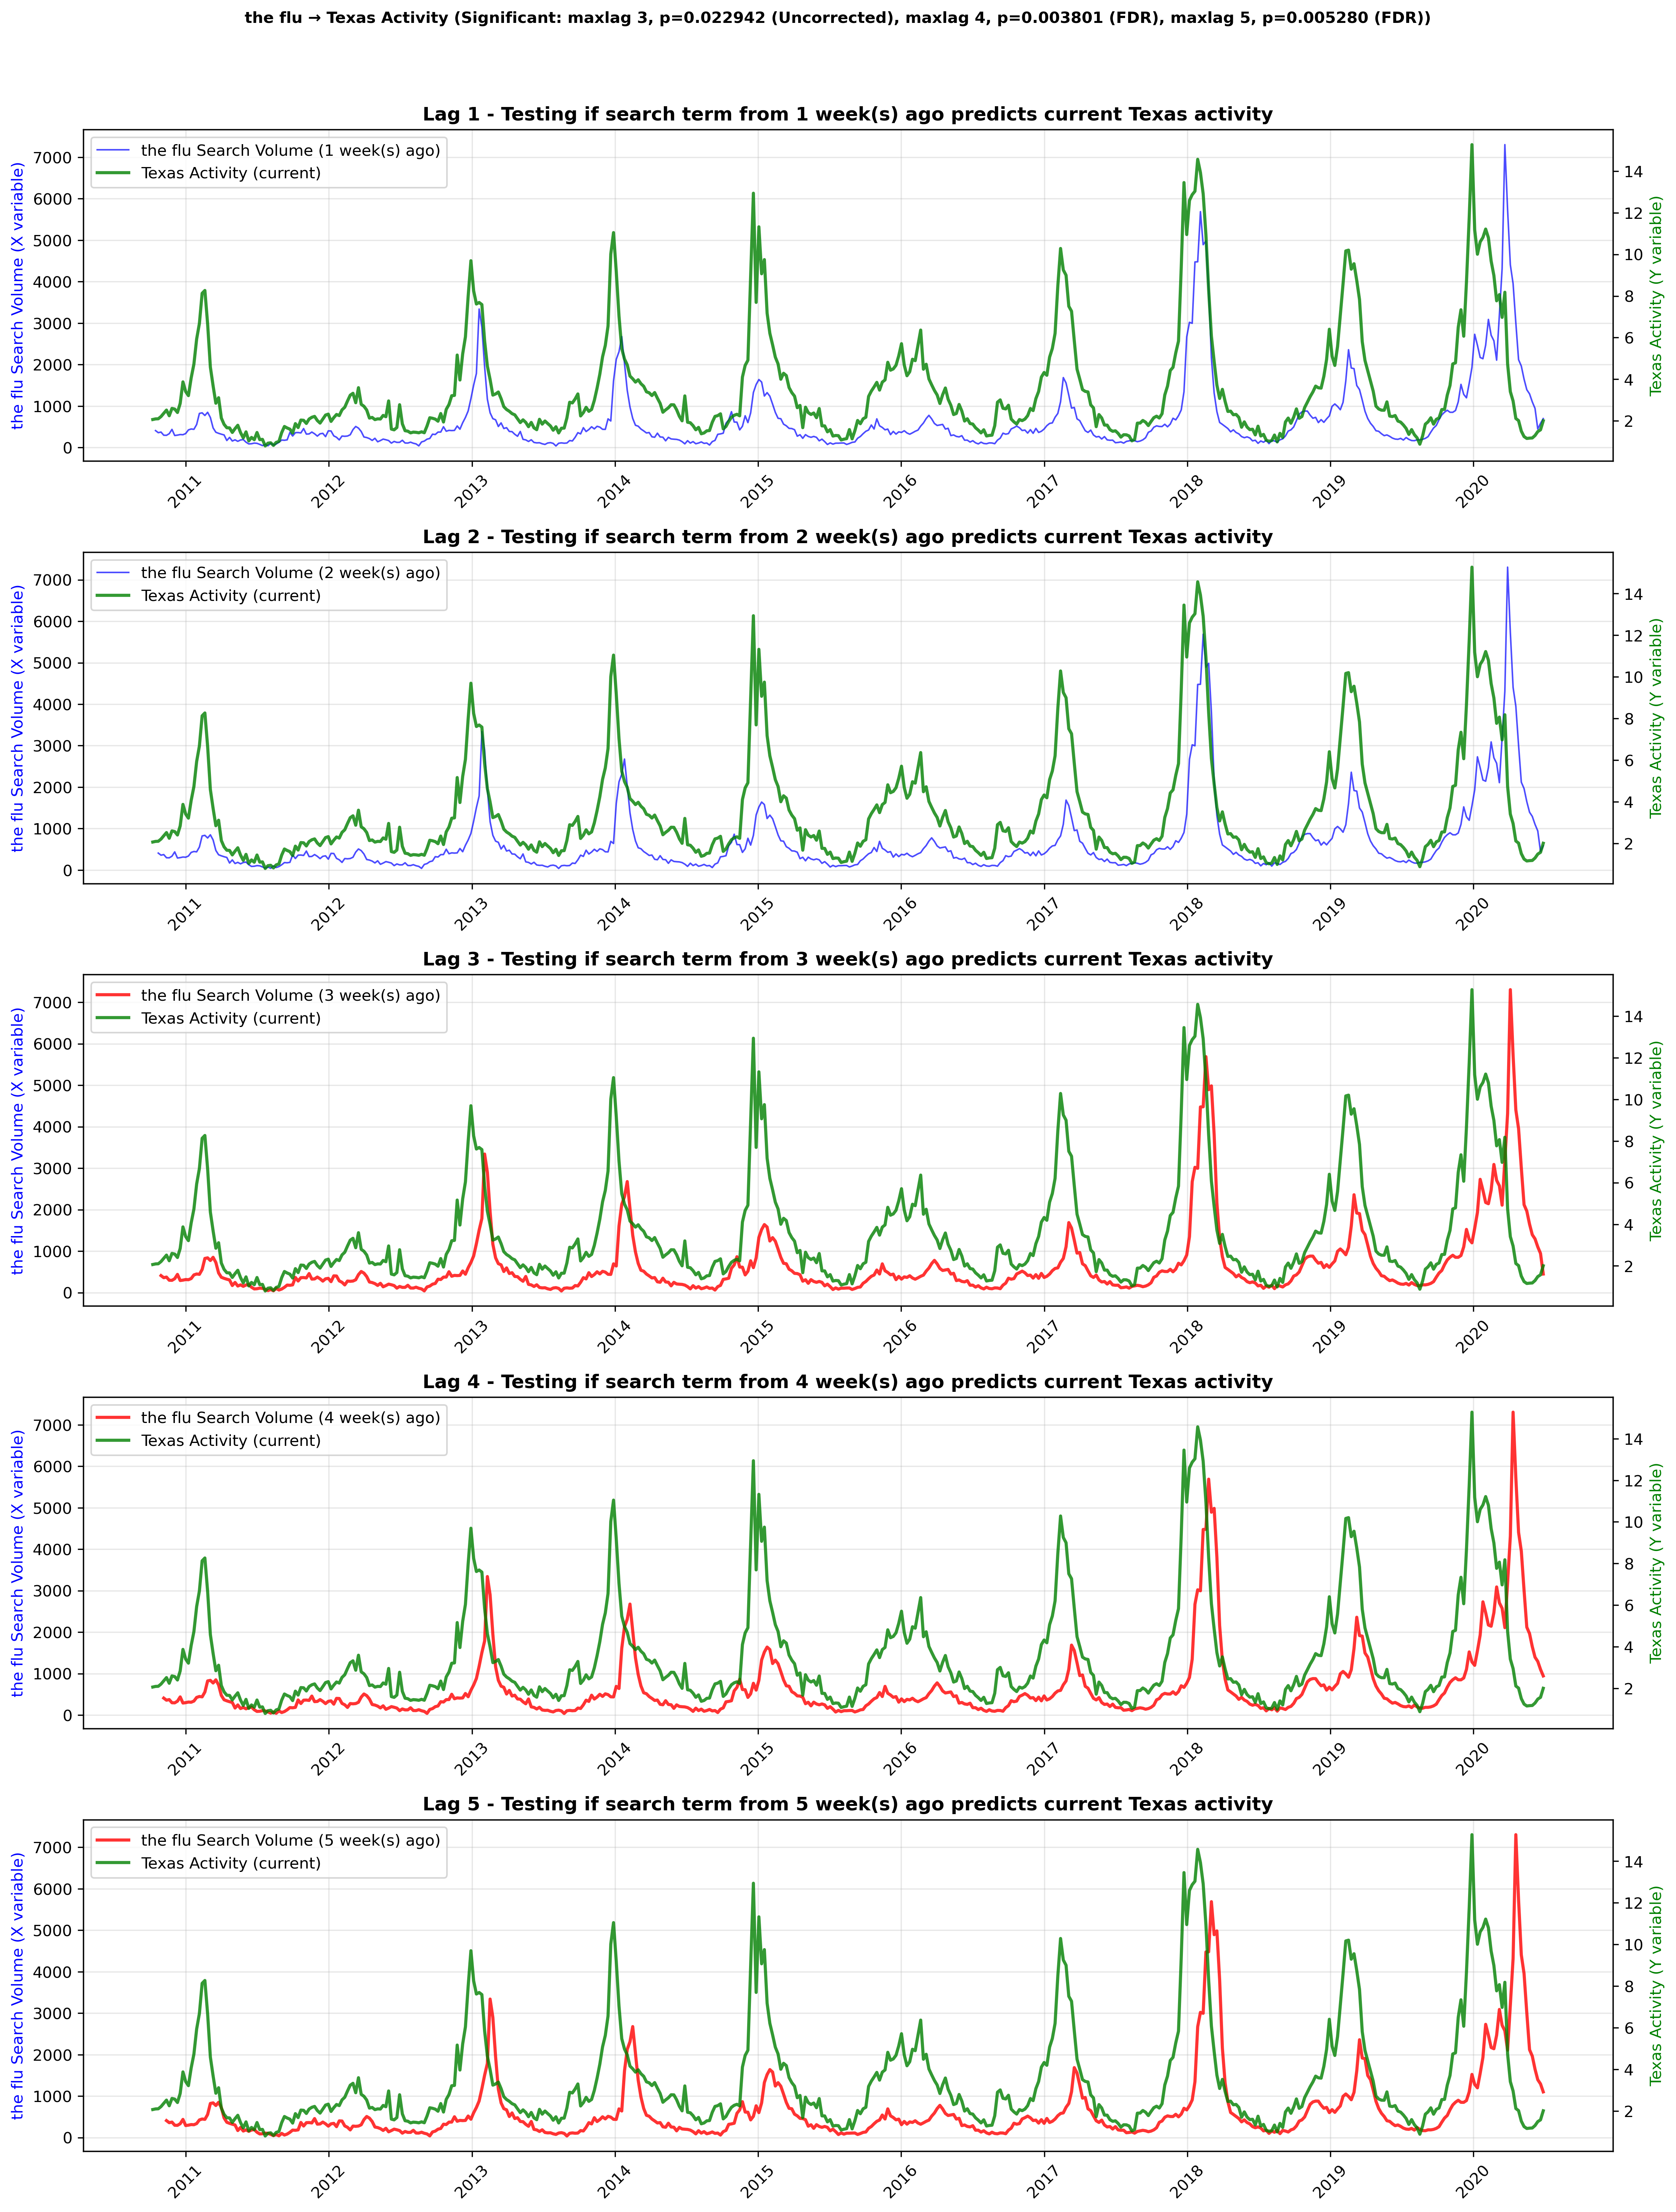 the flu → Texas Activity (Significant: maxlag 3, p=0.022942 (Uncorrected), maxlag 4, p=0.003801 (FDR), maxlag 5, p=0.005280 (FDR))
Lag 1 - Testing if search term from 1 week(s) ago predicts current Texas activity
the flu Search Volume (1 week(s) ago)
Texas Activity (current)
the flu Search Volume (X variable)
7000
6000
5000
4000
3000
2000
1000
0
14
12
10
8
6
4
2
Texas Activity (Y variable)
2011 2012 2013 2014 2015 2016 2017 2018 2019 2020
Lag 2 - Testing if search term from 2 week(s) ago predicts current Texas activity
the flu Search Volume (2 week(s) ago)
Texas Activity (current)
the flu Search Volume (X variable)
7000
6000
5000
4000
3000
2000
1000
0
14
12
10
8
6
4
2
Texas Activity (Y variable)
2011 2012 2013 2014 2015 2016 2017 2018 2019 2020
Lag 3 - Testing if search term from 3 week(s) ago predicts current Texas activity
the flu Search Volume (3 week(s) ago)
Texas Activity (current)
the flu Search Volume (X variable)
7000
6000
5000
4000
3000
2000
1000
0
14
12
10
8
6
4
2
Texas Activity (Y variable)
2011 2012 2013 2014 2015 2016 2017 2018 2019 2020
Lag 4 - Testing if search term from 4 week(s) ago predicts current Texas activity
the flu Search Volume (4 week(s) ago)
Texas Activity (current)
the flu Search Volume (X variable)
7000
6000
5000
4000
3000
2000
1000
0
14
12
10
8
6
4
2
Texas Activity (Y variable)
2011 2012 2013 2014 2015 2016 2017 2018 2019 2020
Lag 5 - Testing if search term from 5 week(s) ago predicts current Texas activity
the flu Search Volume (5 week(s) ago)
Texas Activity (current)
the flu Search Volume (X variable)
7000
6000
5000
4000
3000
2000
1000
0
14
12
10
8
6
4
2
Texas Activity (Y variable)
2011 2012 2013 2014 2015 2016 2017 2018 2019 2020